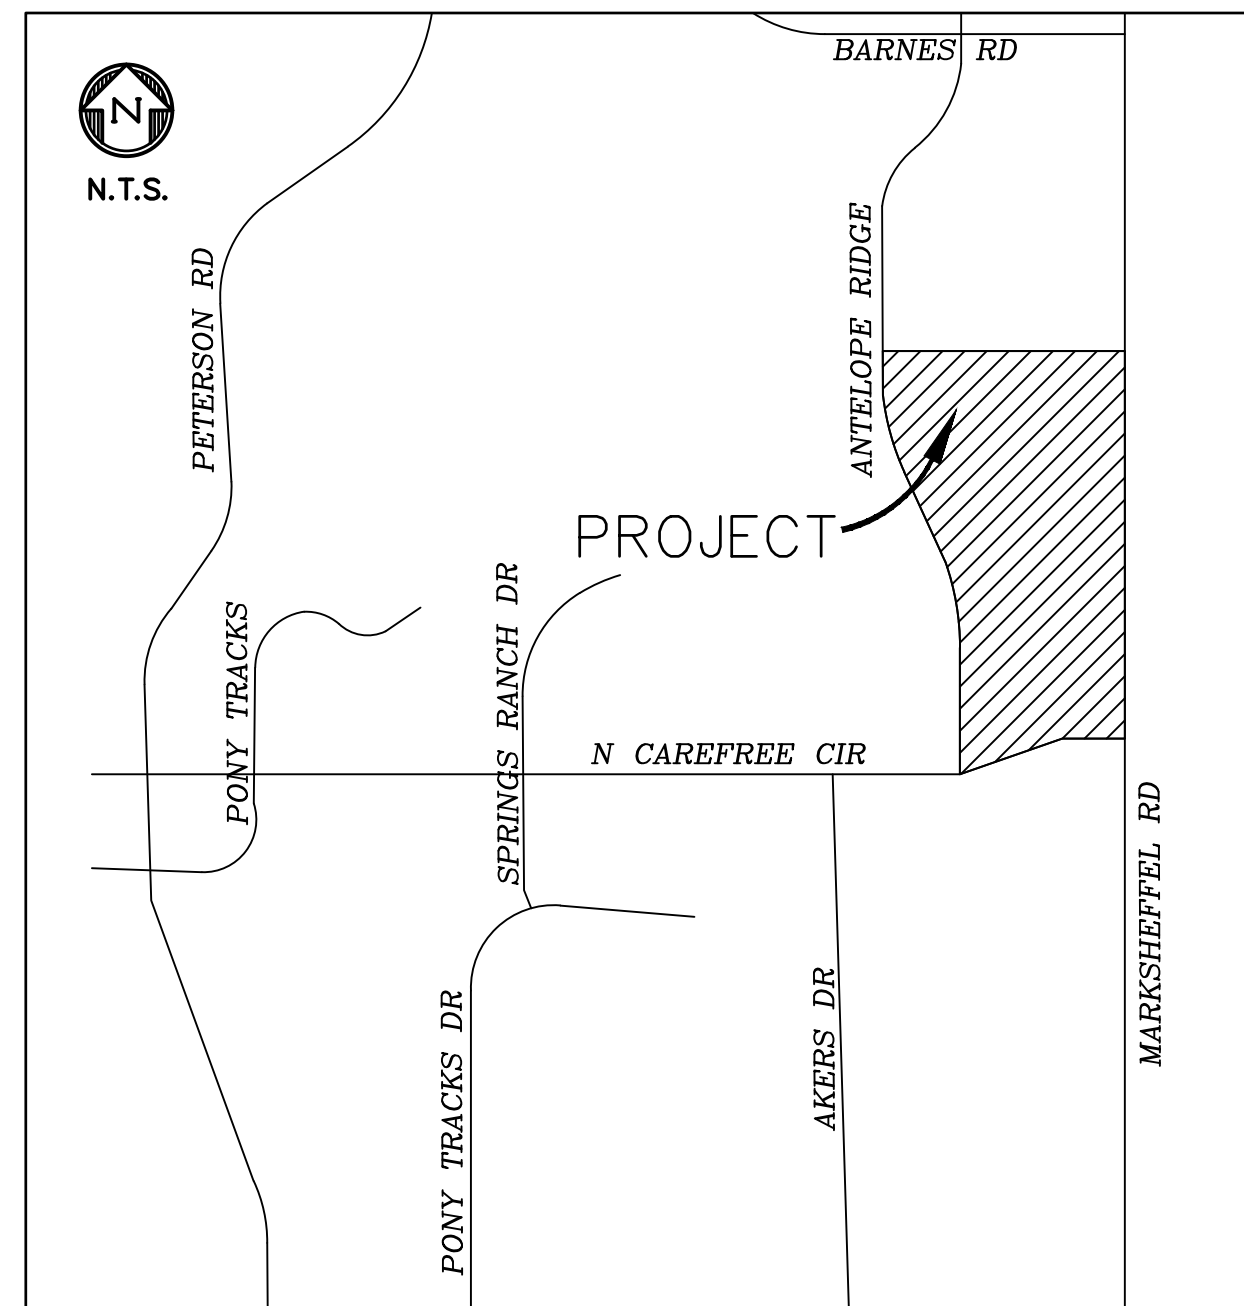 BARNES RD
N
N.T.S.
PETERSON RD
ANTELOPE RIDGE
PROJECT
SPRINGS RANCH DR
PONY TRACKS
N CAREFREE CIR
MARKSHEFFEL RD
AKERS DR
PONY TRACKS DR